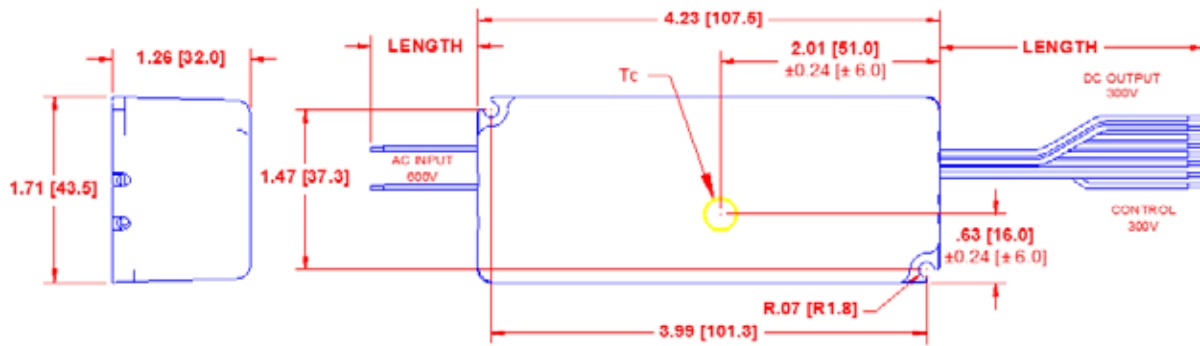 4.23 [107.5]
1.26 [32.0]
LENGTH
2.01 [51.0]
±0.24 [± 6.0]
LENGTH
Tc
DC OUTPUT
300V
AC INPUT
600V
1.47 [37.3]
1.71 [43.5]
CONTROL
300V
.63 [16.0]
±0.24 [± 6.0]
R.07 [R1.8]
3.99 [101.3]